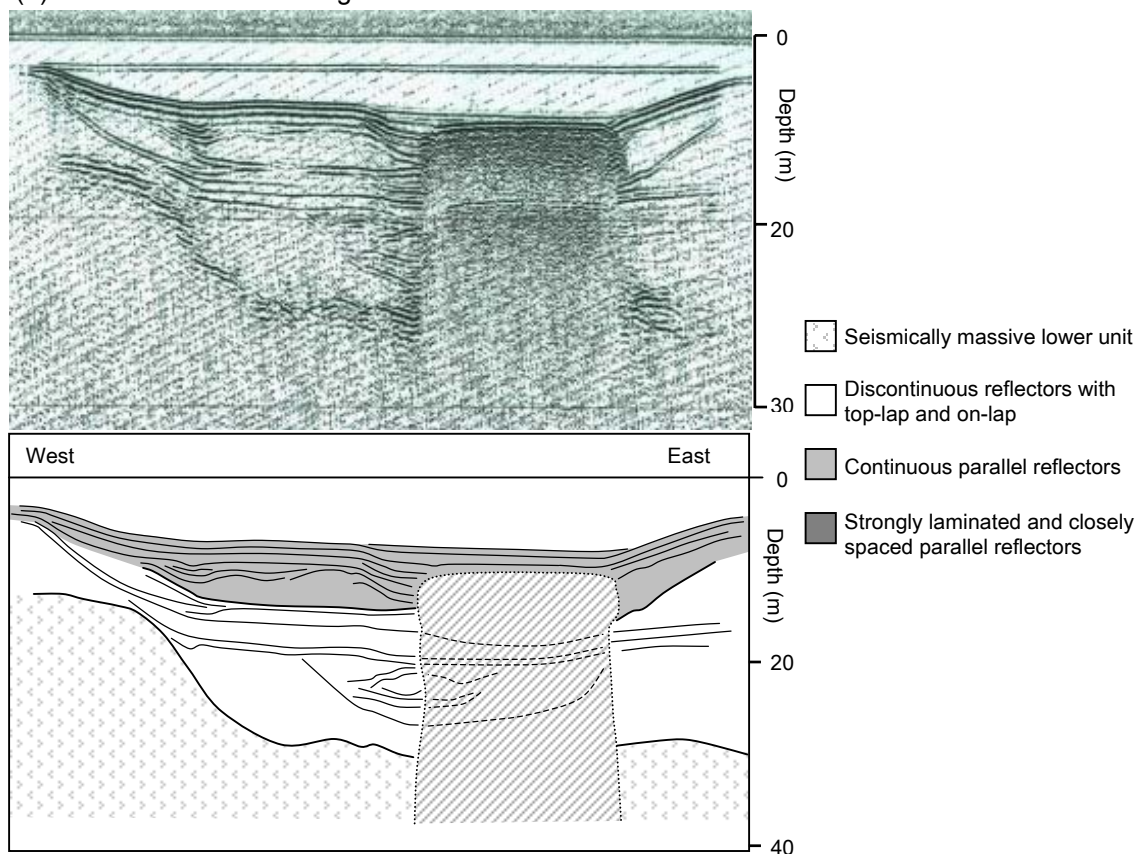 0
Depth (m)
20
30
West
East
0
Depth (m)
20
40
Seismically massive lower unit
Discontinuous reflectors with
top-lap and on-lap
Continuous parallel reflectors
Strongly laminated and closely
spaced parallel reflectors